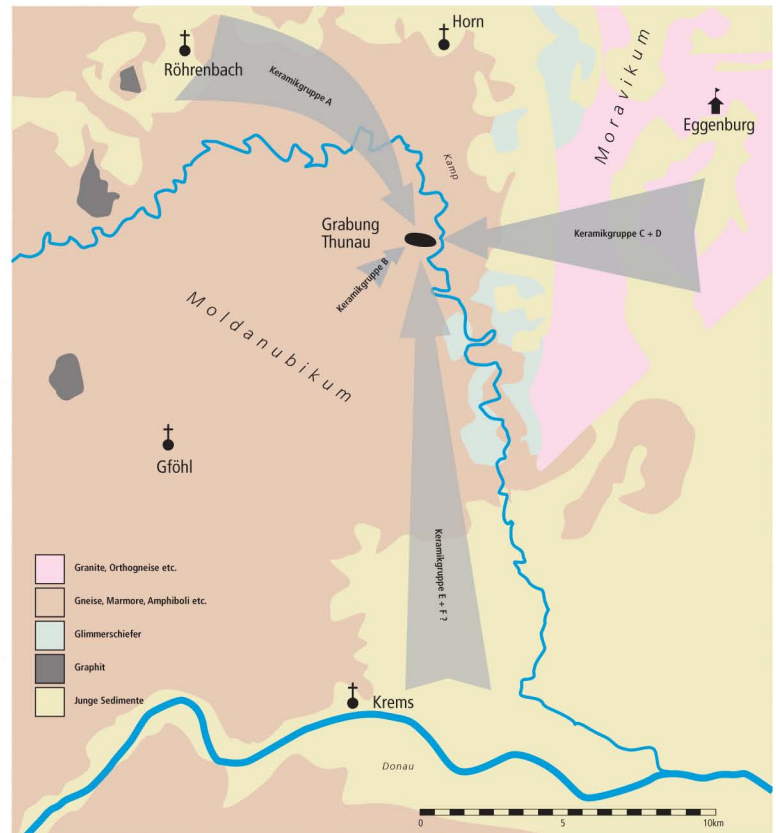 Horn
Röhrenbach
Keramikgruppe A
Moravikum
Eggenburg
Kamp
Grabung
Thunau
Keramikgruppe C + D
Keramikgruppe B
Moldanubikum
Gföhl
Keramikgruppe E + F ?
Granite, Orthogneise etc.
Gneise, Marmore, Amphiboli etc.
Glimmerschiefer
Graphit
Junge Sedimente
Krems
Donau
0 5 10km